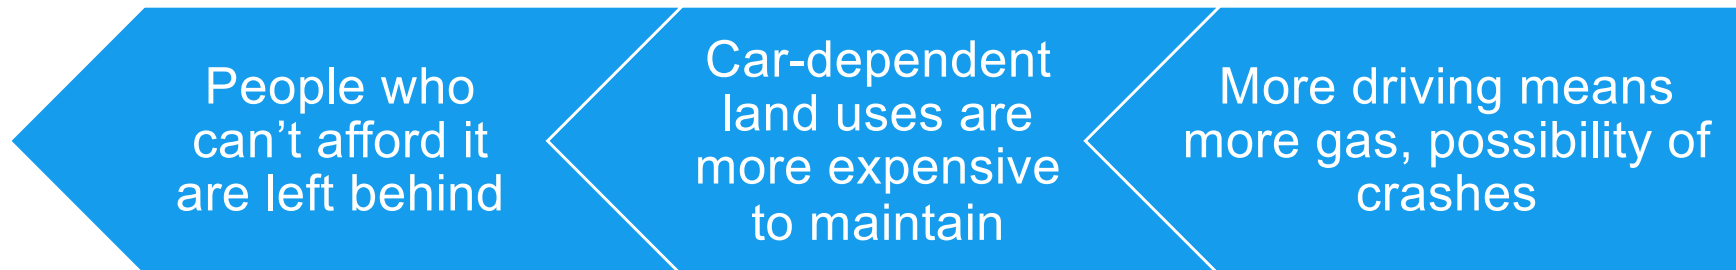 People who
can’t afford it
are left behind
Car-dependent
land uses are
more expensive
to maintain
More driving means
more gas, possibility of
crashes